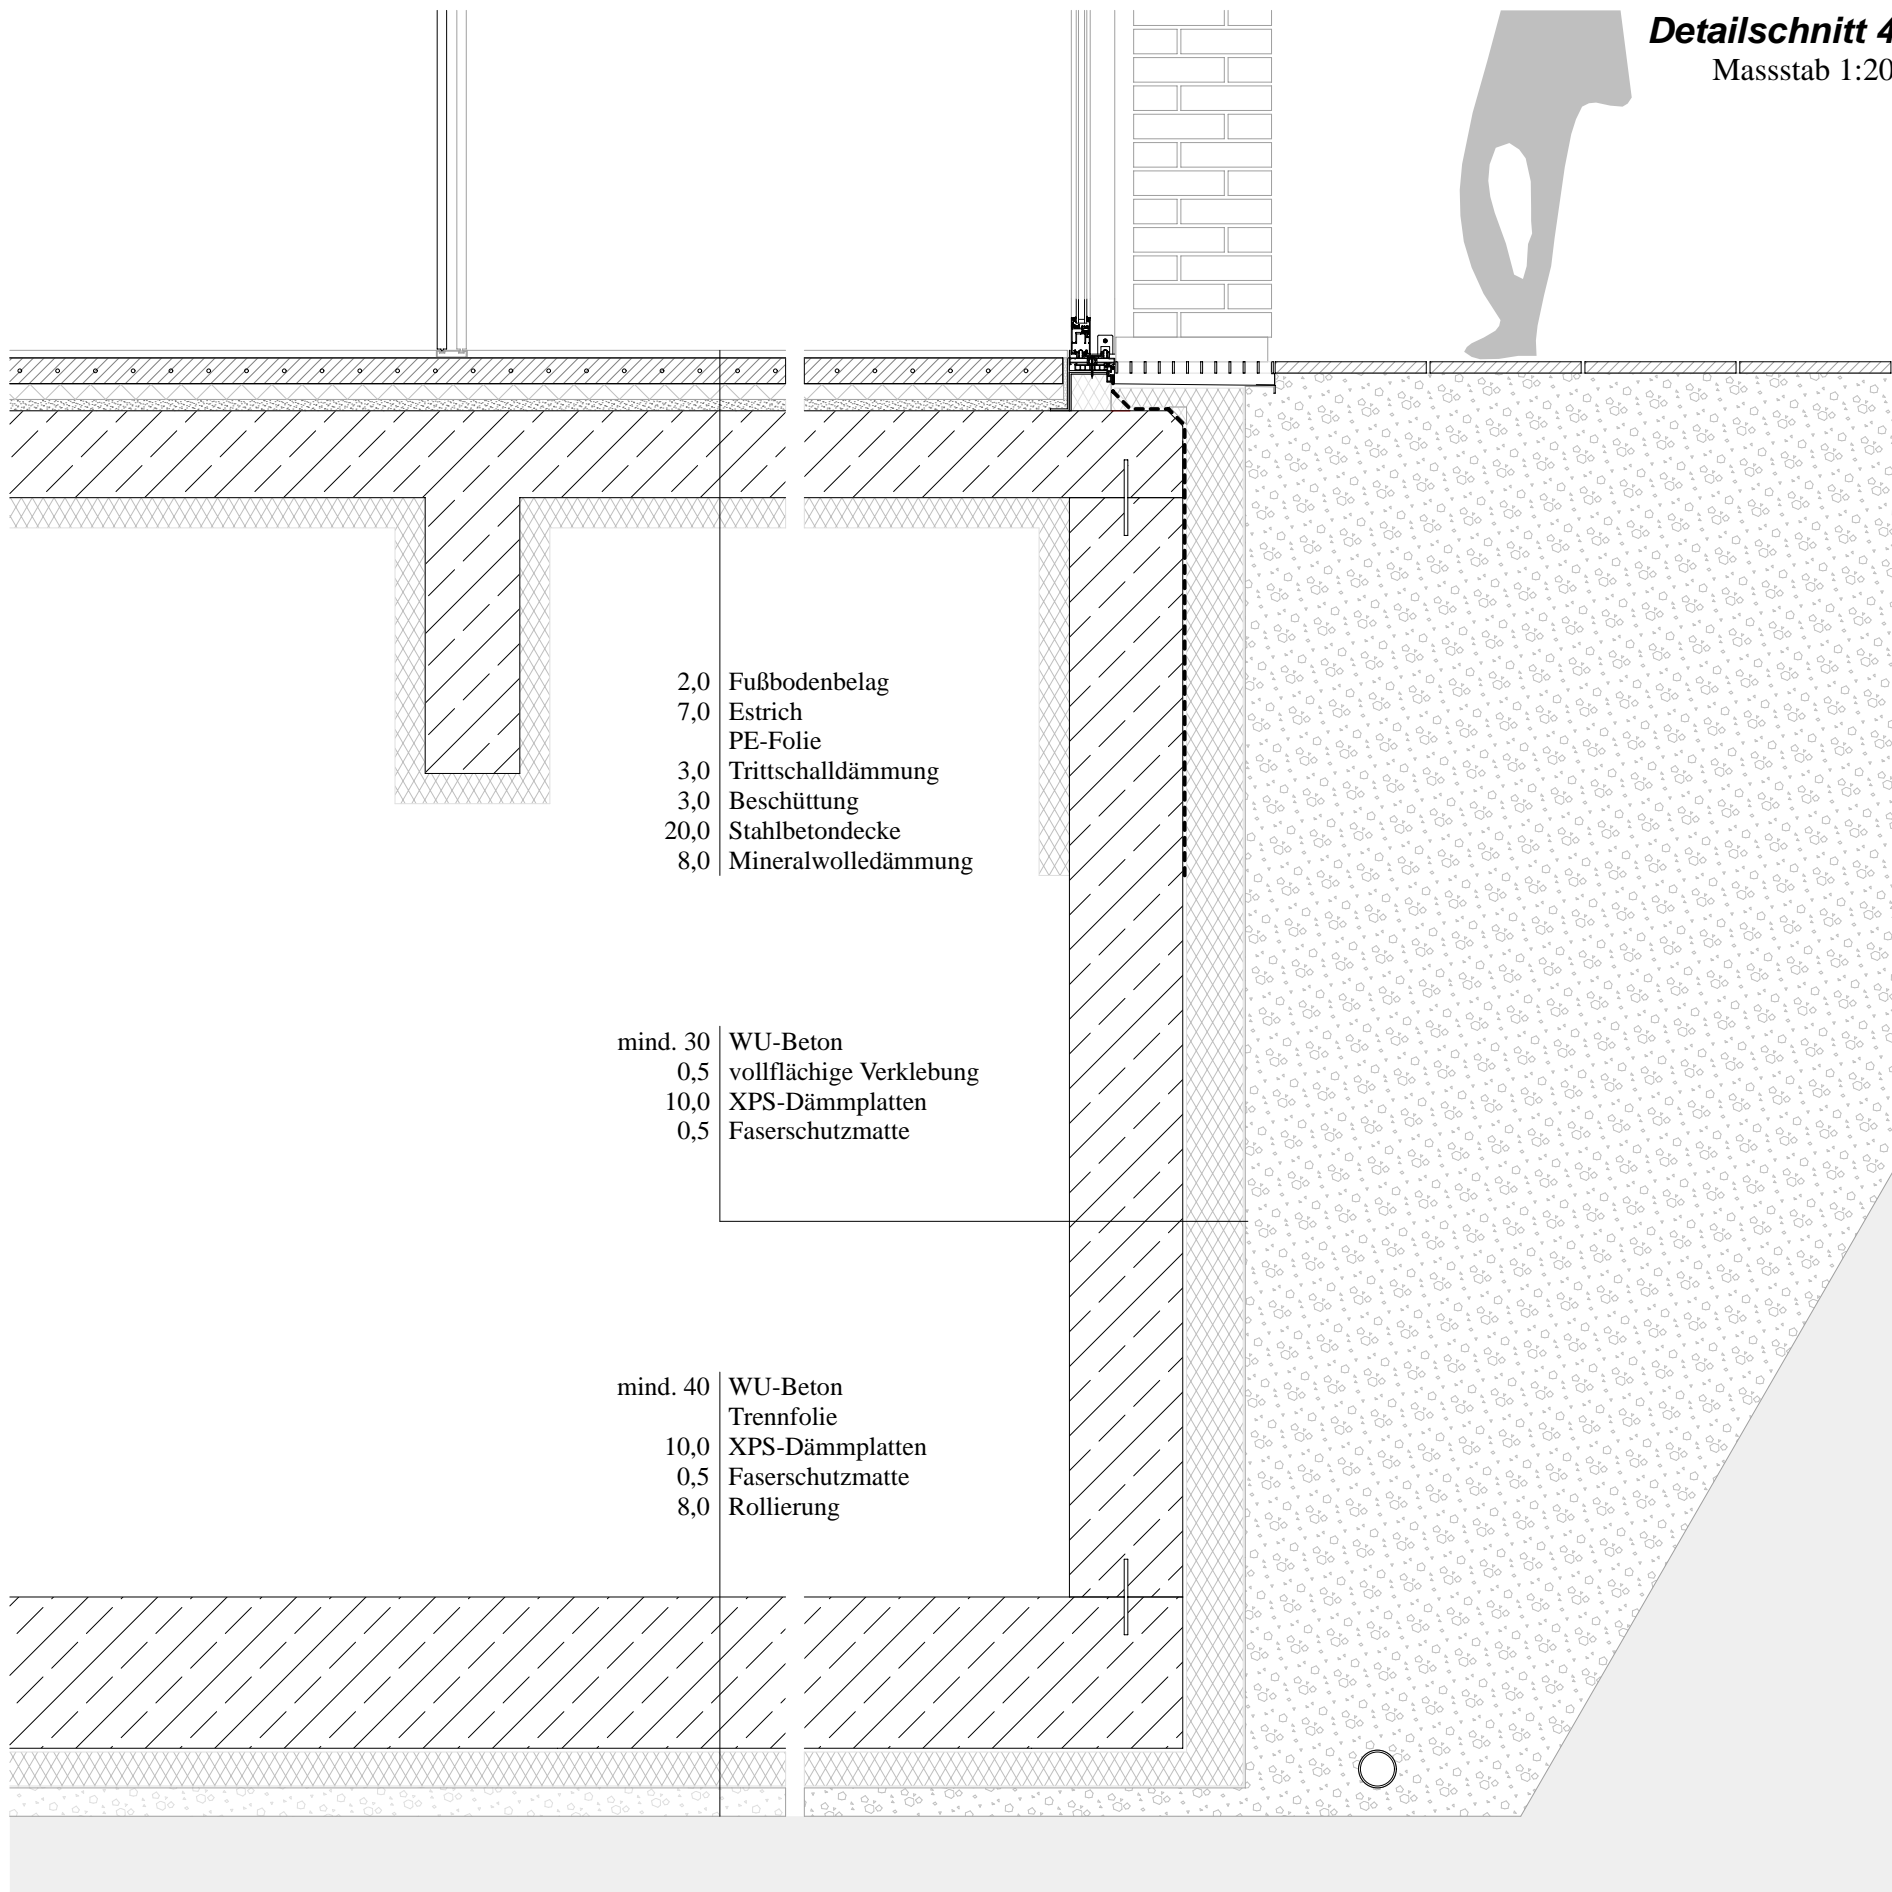 Detailschnitt 4
Massstab 1:20
2,0 Fußbodenbelag
7,0 Estrich
PE-Folie
3,0 Trittschalldämmung
3,0 Beschüttung
20,0 Stahlbetondecke
8,0 Mineralwolledämmung
mind. 30 WU-Beton
0,5 vollflächige Verklebung
10,0 XPS-Dämmplatten
0,5 Faserschutzmatte
mind. 40 WU-Beton
Trennfolie
10,0 XPS-Dämmplatten
0,5 Faserschutzmatte
8,0 Rollierung